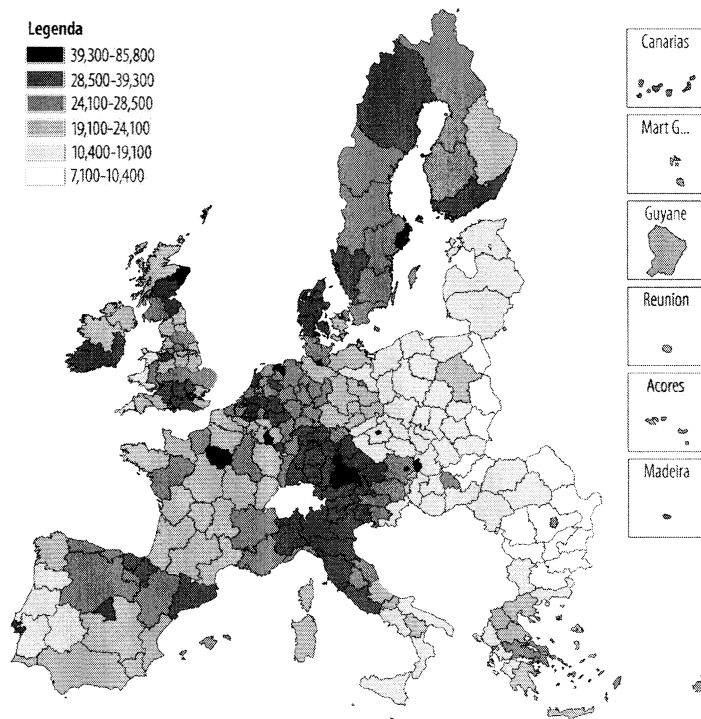 Legenda
39,300-85,800
28,500-39,300
24,100-28,500
19,100-24,100
10,400-19,100
7,100-10,400
Canarias
Mart G...
Guyane
Reunion
Acores
Madeira